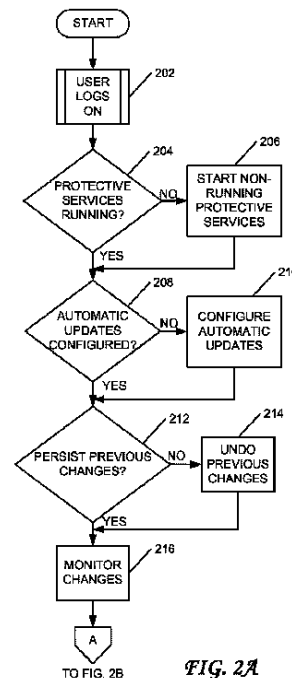 START
202
USER
LOGS
ON
204
206
PROTECTIVE
SERVICES
RUNNING?
NO
START NON-
RUNNING
PROTECTIVE
SERVICES
YES
208
AUTOMATIC
UPDATES
CONFIGURED?
NO
CONFIGURE
AUTOMATIC
UPDATES
YES
212
214
PERSIST PREVIOUS
CHANGES?
NO
UNDO
PREVIOUS
CHANGES
YES
216
MONITOR
CHANGES
A
TO FIG. 2B
FIG. 2A